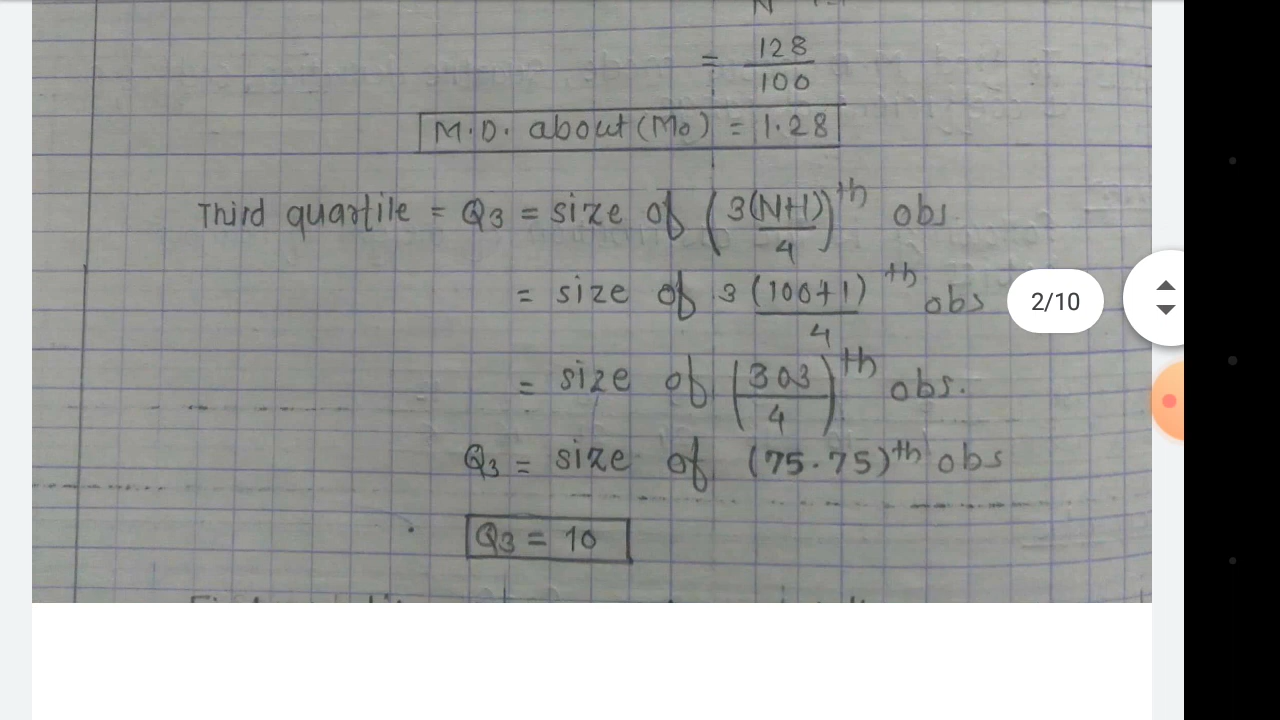 = 128/100
M.D. about (Mo) = 1.28
Third quartile = Q3 = size of (3(N+1)/4)th obs
= size of 3(100+1)/4 th obs
2/10
= size of (303/4)th obs.
Q3 = size of (75.75)th obs
Q3 = 10